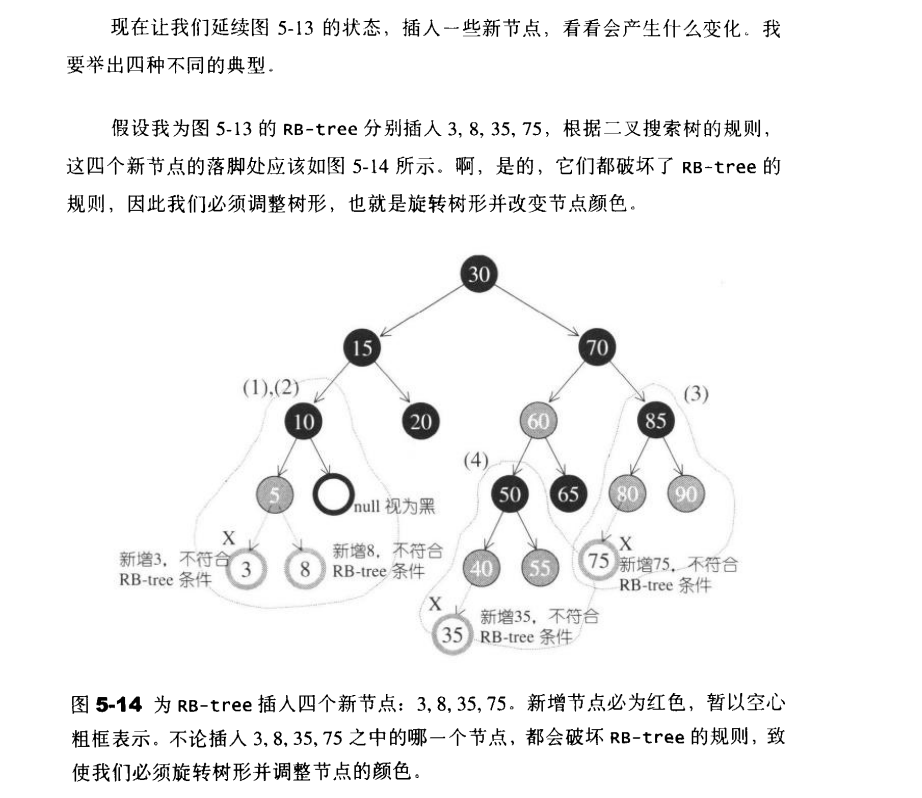 现在让我们延续图 5-13 的状态，插入一些新节点，看看会产生什么变化。我
要举出四种不同的典型。
假设我为图 5-13 的 RB-tree 分别插入 3, 8, 35, 75，根据二叉搜索树的规则，
这四个新节点的落脚处应该如图 5-14 所示。啊，是的，它们都破坏了 RB-tree 的
规则，因此我们必须调整树形，也就是旋转树形并改变节点颜色。
30
15
70
(1),(2)
(3)
10
20
60
85
(4)
5
null 视为黑
50
65
80
90
X
新增3，不符合
RB-tree 条件
3
8
新增8，不符合
RB-tree 条件
40
55
X
75
新增75，不符合
RB-tree 条件
X
35
新增35，不符合
RB-tree 条件
图 5-14 为 RB-tree 插入四个新节点：3, 8, 35, 75。新增节点必为红色，暂以空心
粗框表示。不论插入 3, 8, 35, 75 之中的哪一个节点，都会破坏 RB-tree 的规则，致
使我们必须旋转树形并调整节点的颜色。